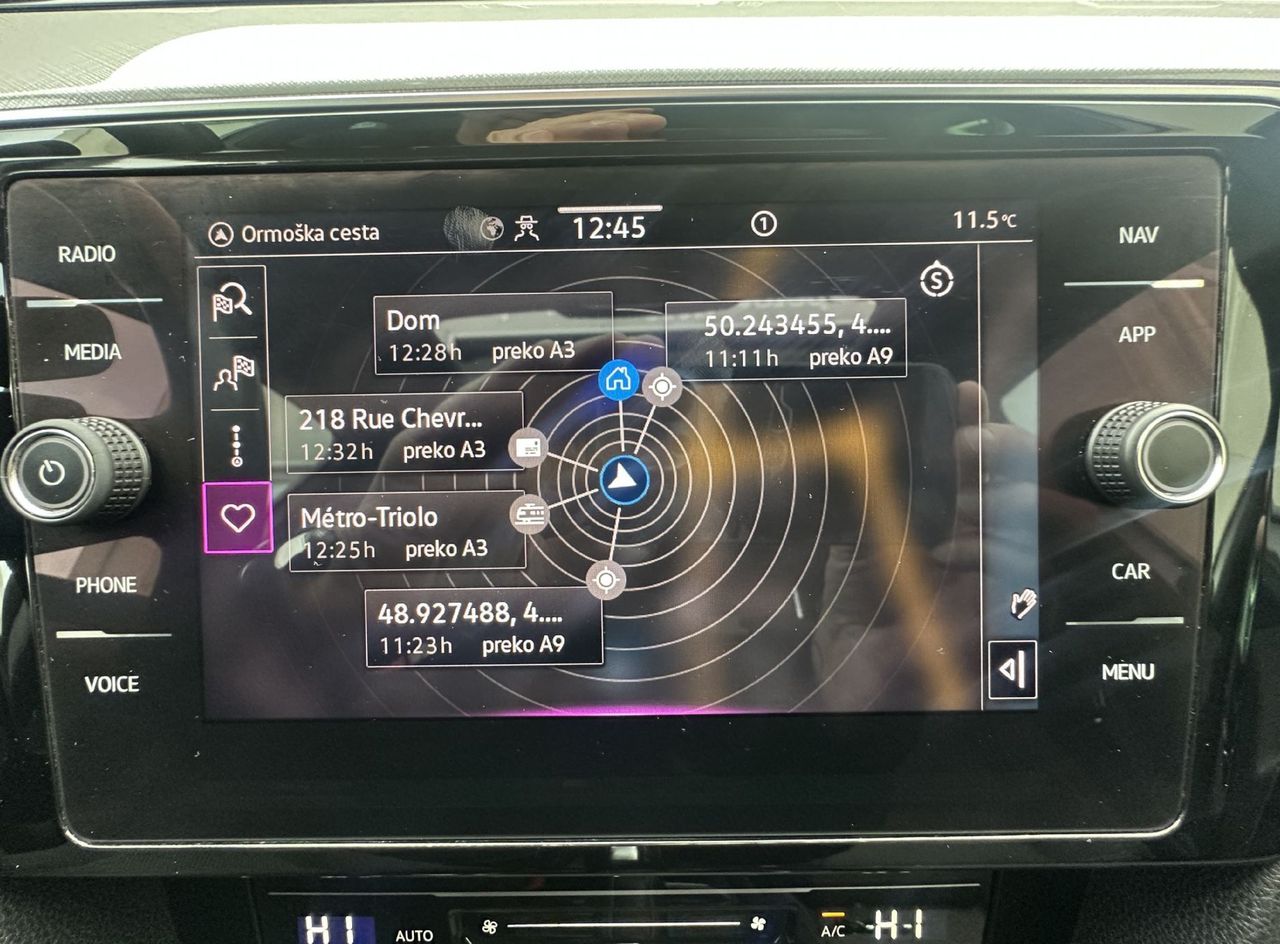 Ormoška cesta
12:45
1
11.5°C
RADIO
MEDIA
PHONE
VOICE
S
Dom
12:28h preko A3
50.243455, 4....
11:11h preko A9
218 Rue Chevr...
12:32h preko A3
Métro-Triolo
12:25h preko A3
48.927488, 4....
11:23h preko A9
NAV
APP
CAR
MENU
HI
AUTO
A/C
HI